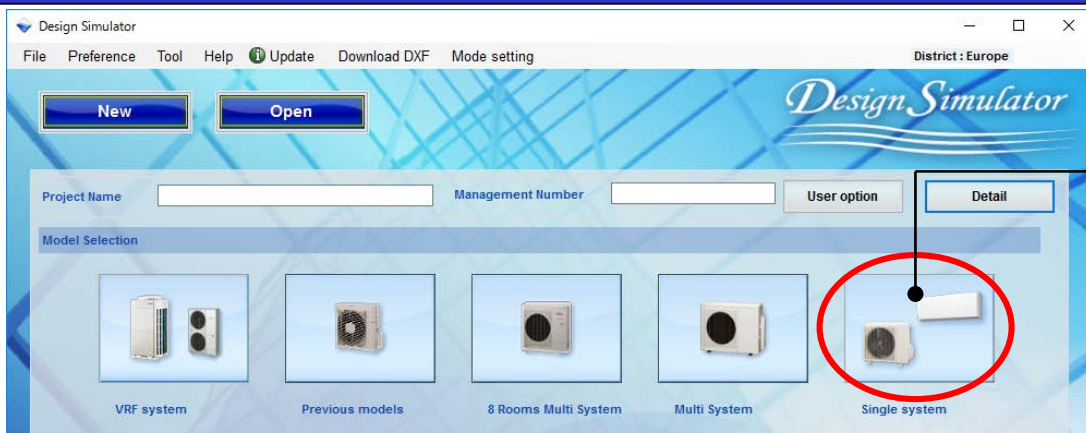 Design Simulator
File Preference Tool Help Update Download DXF Mode setting District : Europe
New Open Design Simulator
Project Name Management Number User option Detail
Model Selection
VRF system Previous models 8 Rooms Multi System Multi System Single system